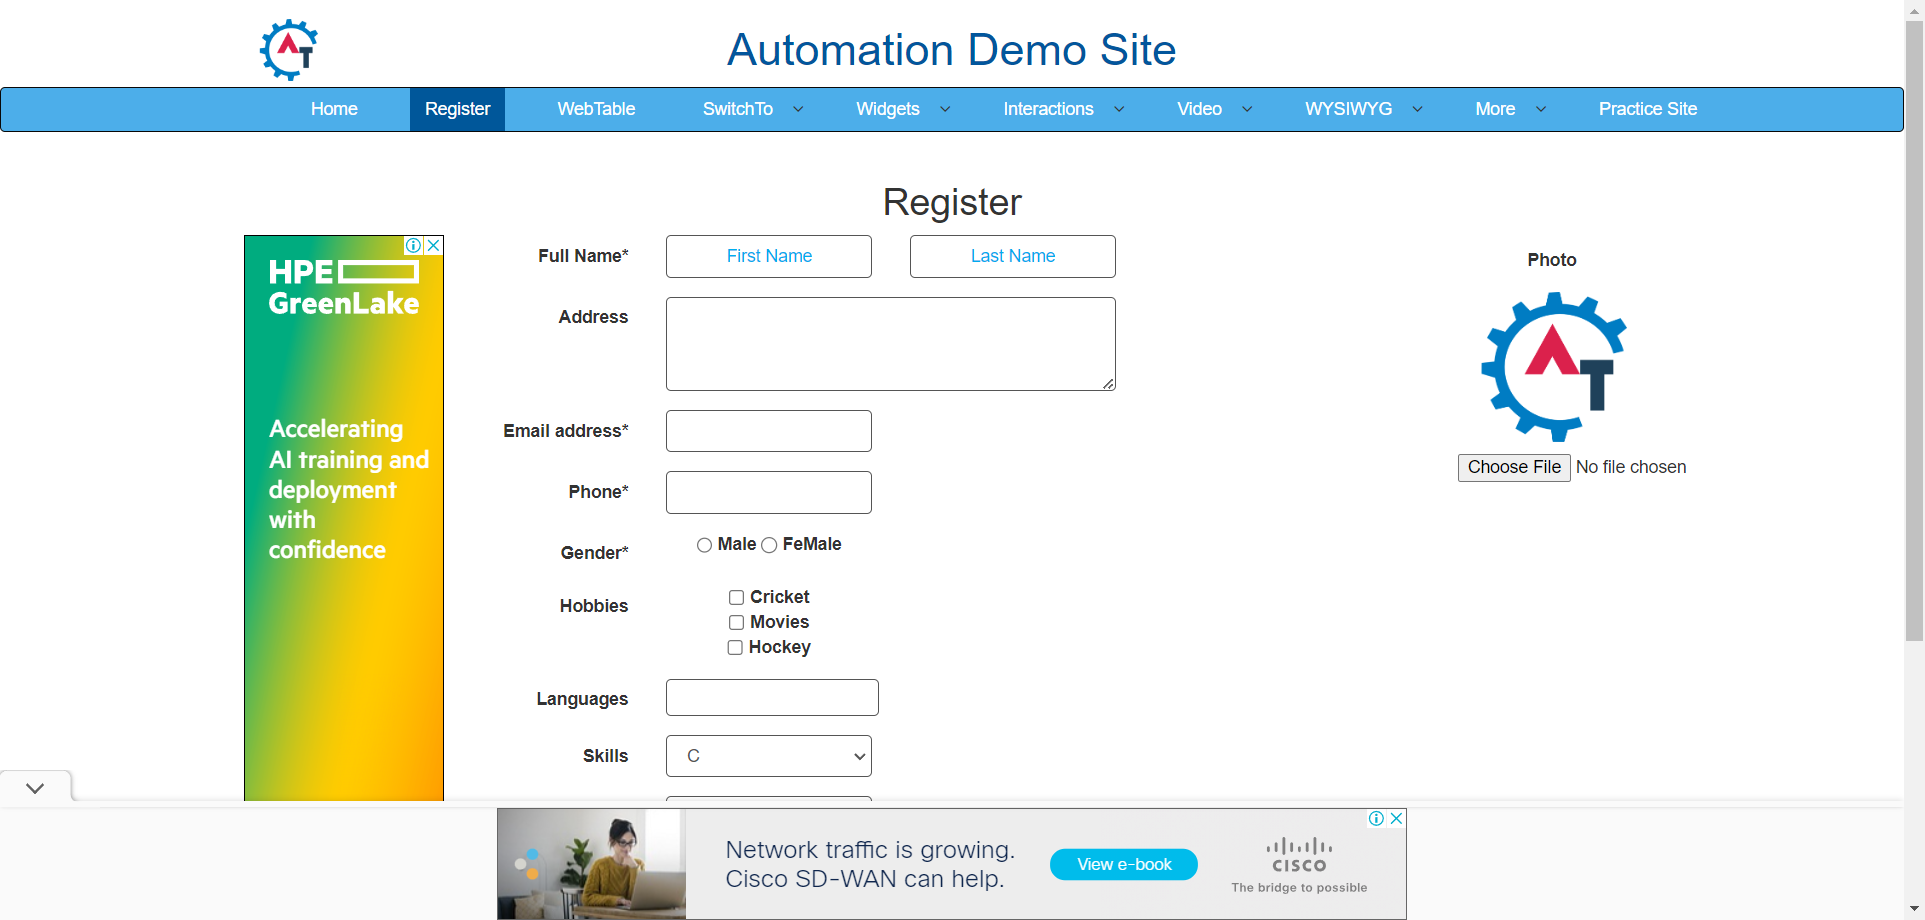 AT
Automation Demo Site
Home Register WebTable SwitchTo Widgets Interactions Video WYSIWYG More Practice Site
Register
HPE
GreenLake
Accelerating
AI training and
deployment
with
confidence
Full Name* First Name Last Name
Address
Email address*
Phone*
Gender* Male FeMale
Hobbies
Cricket
Movies
Hockey
Languages
Skills C
Photo
AT
Choose File No file chosen
Network traffic is growing.
Cisco SD-WAN can help.
View e-book
CISCO
The bridge to possible